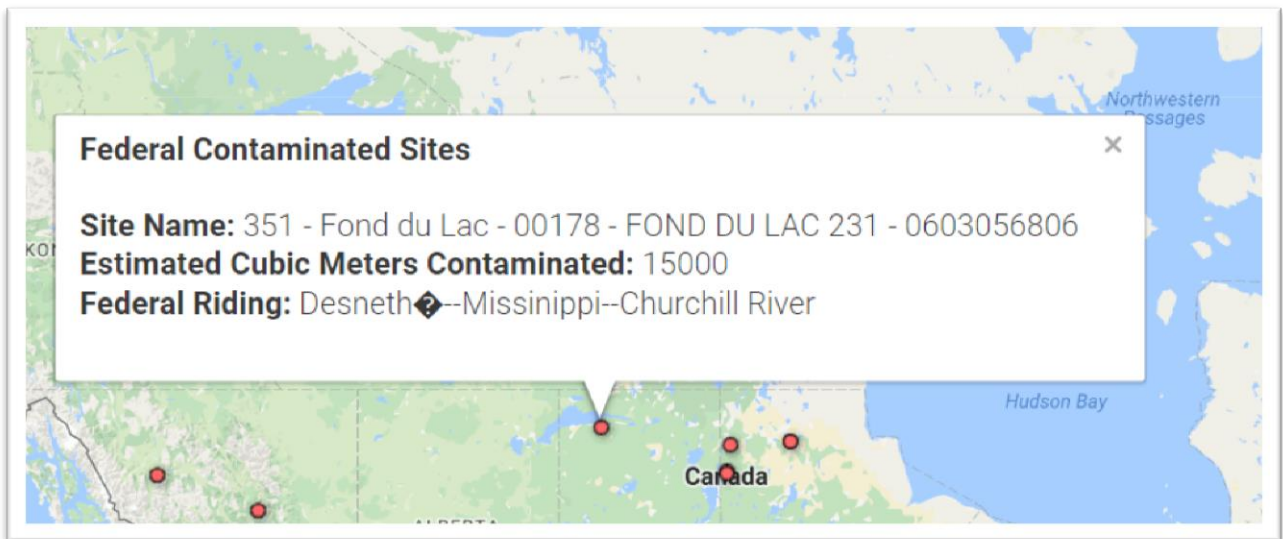 Northwestern
Passages
Federal Contaminated Sites
×
Site Name: 351 - Fond du Lac - 00178 - FOND DU LAC 231 - 0603056806
Estimated Cubic Meters Contaminated: 15000
Federal Riding: Desneth�--Missinippi--Churchill River
Hudson Bay
Canada
ALBERTA